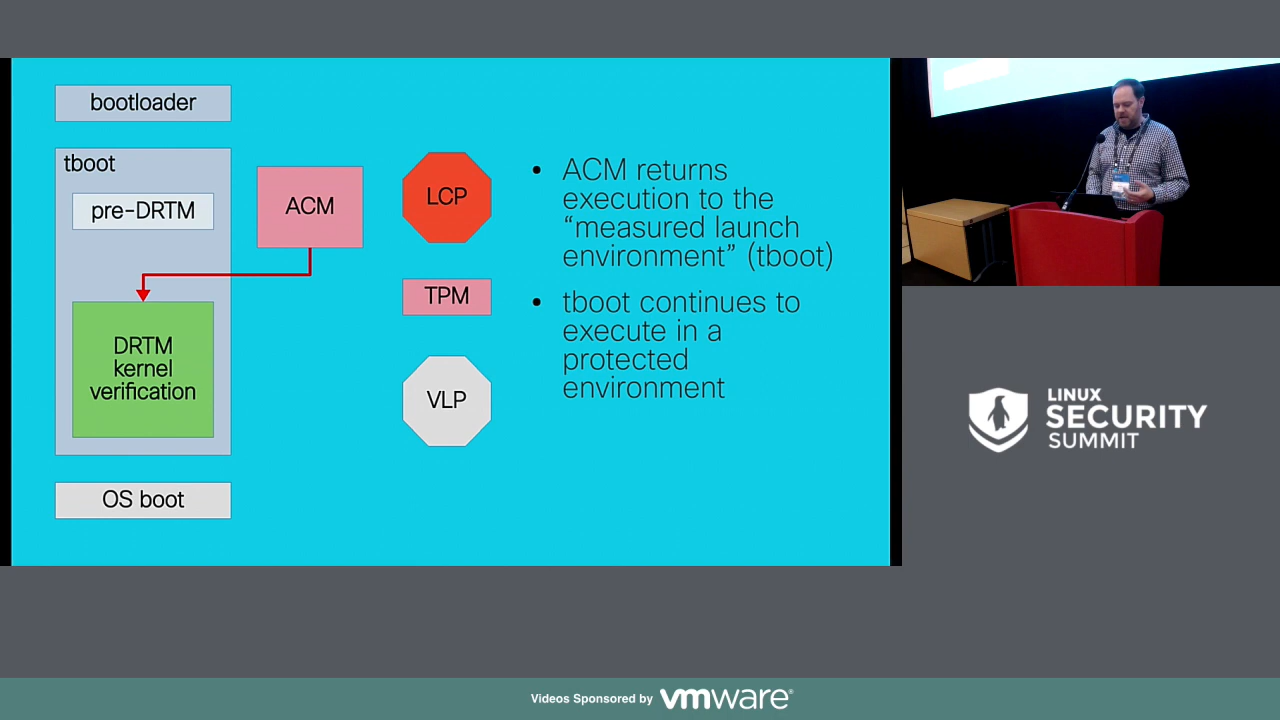 bootloader
tboot
pre-DRTM
ACM
DRTM
kernel
verification
OS boot
LCP
TPM
VLP
• ACM returns
execution to the
“measured launch
environment” (tboot)
• tboot continues to
execute in a
protected
environment
LINUX
SECURITY
SUMMIT
Videos Sponsored by vmware®